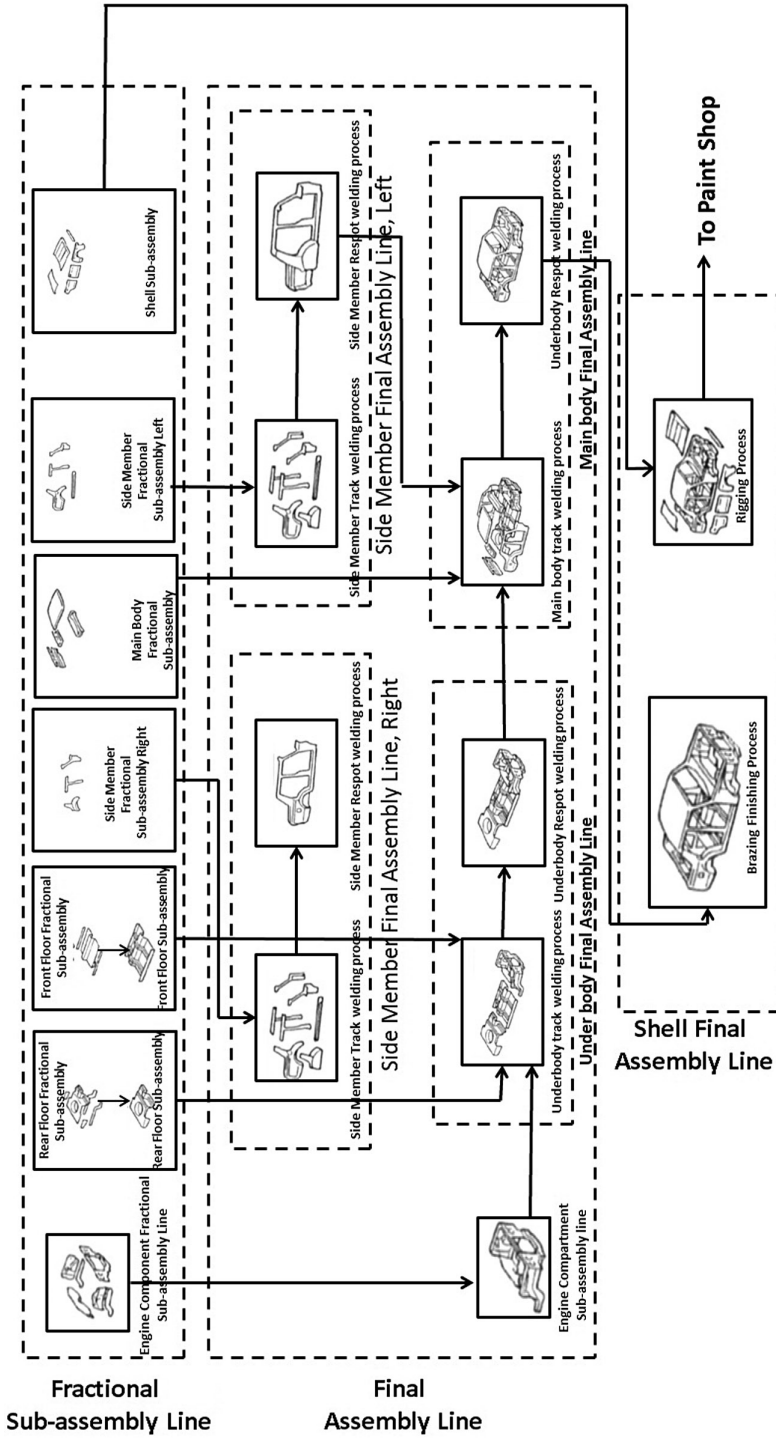 To Paint Shop
Shell Sub-assembly
Side Member
Fractional
Sub-assembly Left
Main Body
Fractional
Sub-assembly
Side Member
Fractional
Sub-assembly Right
Front Floor Fractional
Sub-assembly
Front Floor Sub-assembly
Rear Floor Fractional
Sub-assembly
Rear Floor Sub-assembly
Engine Component Fractional
Sub-assembly Line
Side Member Respot welding process
Side Member Track welding process
Side Member Final Assembly Line, Left
Side Member Respot welding process
Side Member Track welding process
Side Member Final Assembly Line, Right
Underbody Respot welding process
Main body track welding process
Main body Final Assembly Line
Underbody Respot welding process
Underbody track welding process
Under body Final Assembly Line
Engine Compartment
Sub-assembly line
Rigging Process
Brazing Finishing Process
Shell Final
Assembly Line
Fractional
Sub-assembly Line
Final
Assembly Line